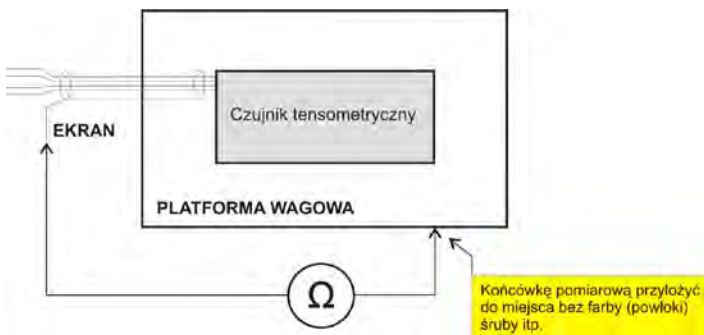 Czujnik tensometryczny
EKRAN
PLATFORMA WAGOWA
Ω
Końcówkę pomiarową przyłożyć
do miejsca bez farby (powłoki)
śruby itp.